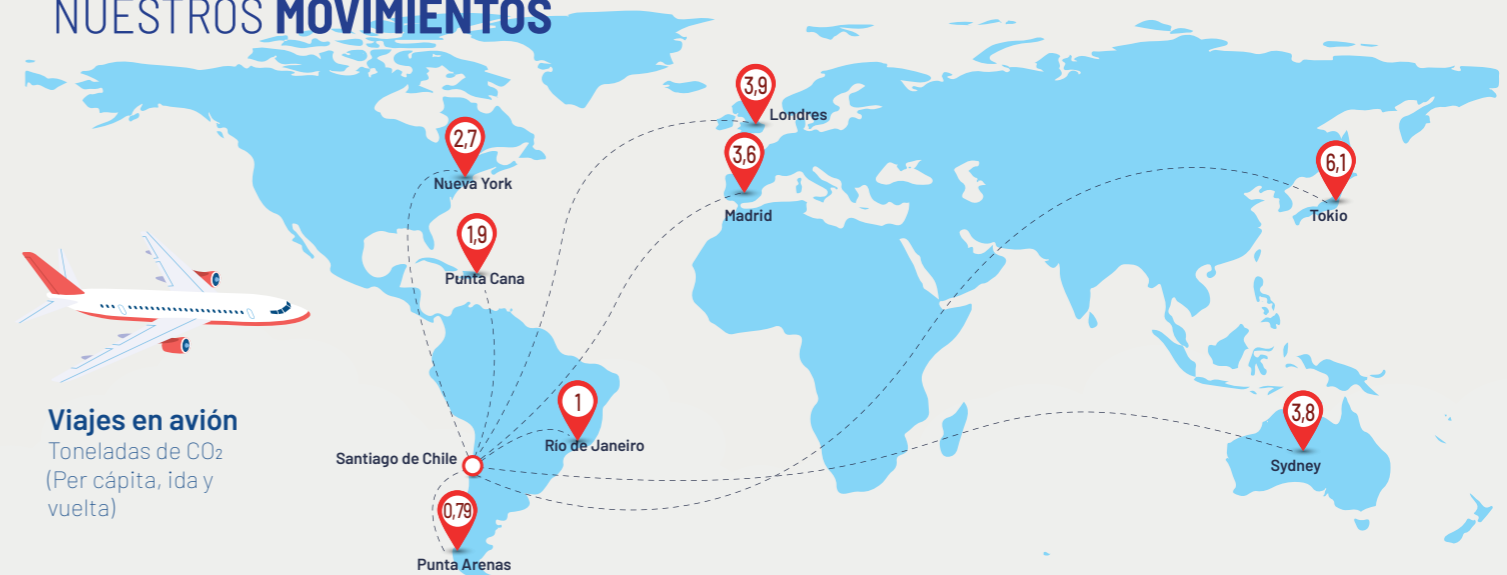 NUESTROS MOVIMIENTOS
3,9
Londres
2,7
Nueva York
3,6
Madrid
6,1
Tokio
1,9
Punta Cana
Viajes en avión
Toneladas de CO₂
(Per cápita, ida y
vuelta)
1
Río de Janeiro
Santiago de Chile
3,8
Sydney
0,79
Punta Arenas